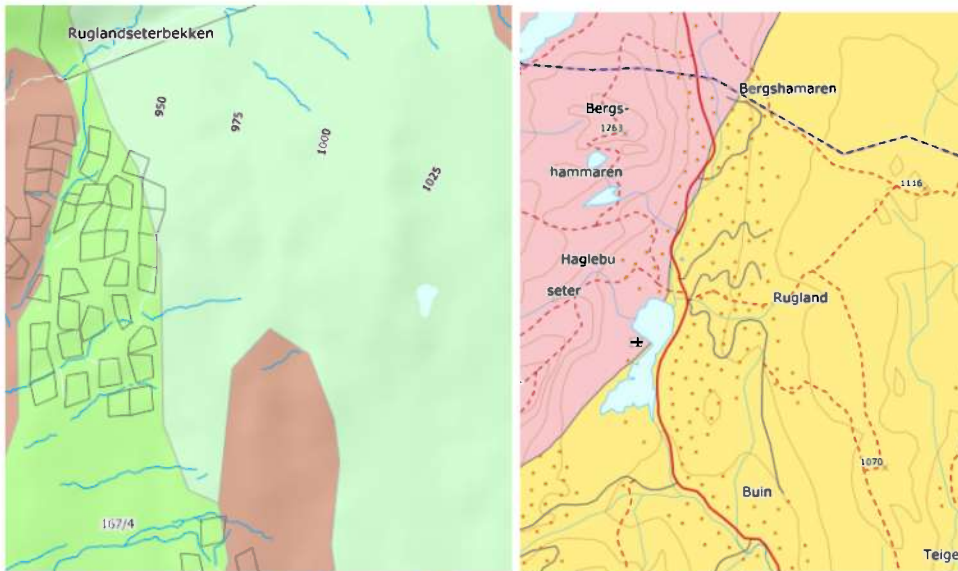 Ruglandseterbekken
950
975
1000
1025
167/4
Bergshamaren
Bergs-
1263
hammaren
1116
Haglebu
seter
Rugland
1070
Buin
Teige